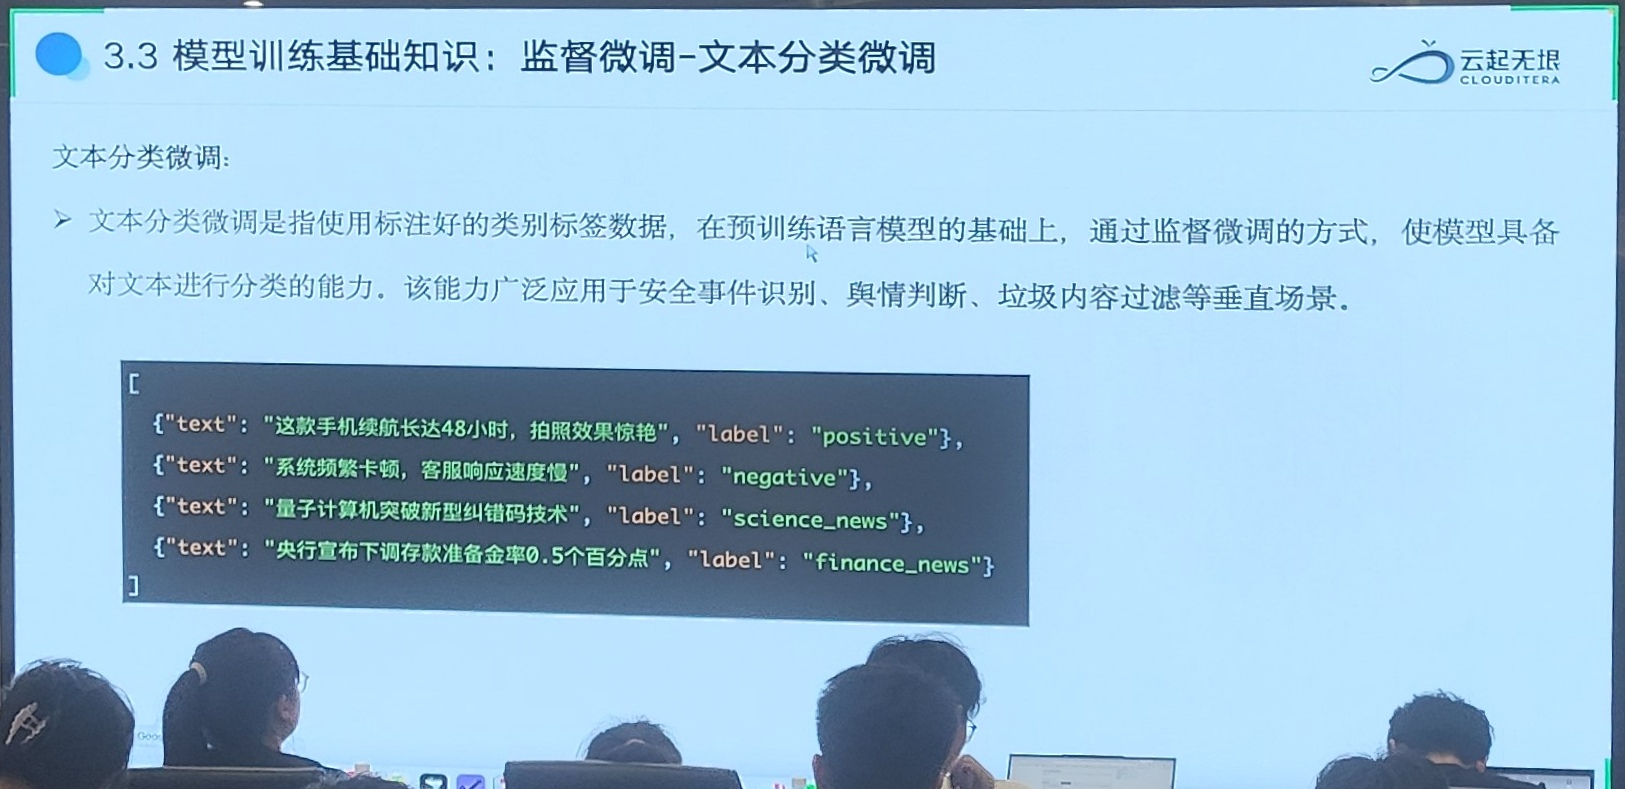 3.3 模型训练基础知识：监督微调-文本分类微调
云起无垠
CLOUDITERA
文本分类微调：
➢ 文本分类微调是指使用标注好的类别标签数据，在预训练语言模型的基础上，通过监督微调的方式，使模型具备
对文本进行分类的能力。该能力广泛应用于安全事件识别、舆情判断、垃圾内容过滤等垂直场景。
[
{"text": "这款手机续航长达48小时，拍照效果惊艳", "label": "positive"},
{"text": "系统频繁卡顿，客服响应速度慢", "label": "negative"},
{"text": "量子计算机突破新型纠错码技术", "label": "science_news"},
{"text": "央行宣布下调存款准备金率0.5个百分点", "label": "finance_news"}
]